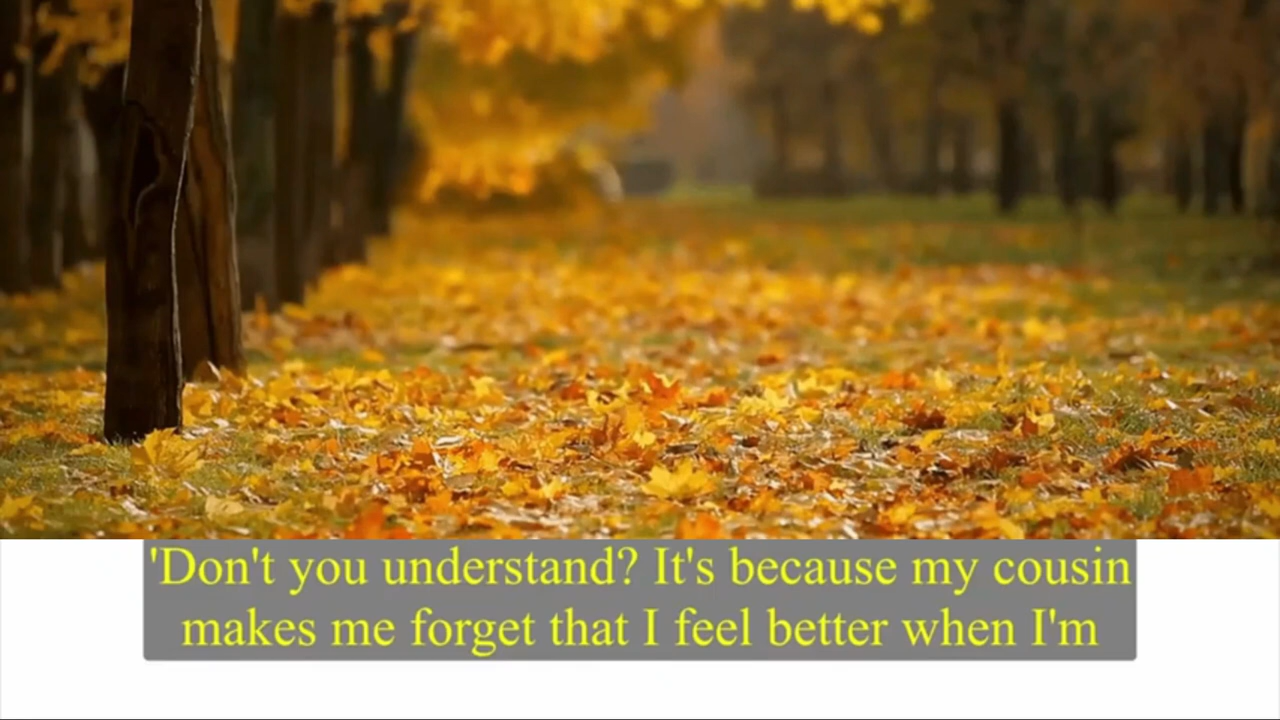 'Don't you understand? It's because my cousin
makes me forget that I feel better when I'm